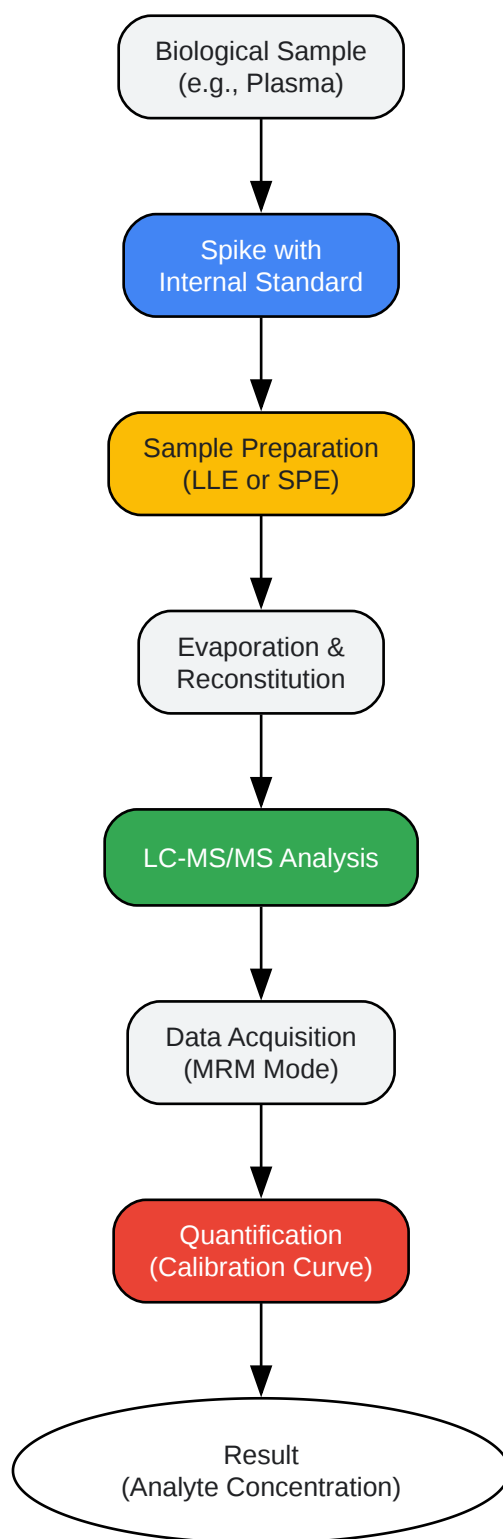 Biological Sample
(e.g., Plasma)
Spike with
Internal Standard
Sample Preparation
(LLE or SPE)
Evaporation &
Reconstitution
LC-MS/MS Analysis
Data Acquisition
(MRM Mode)
Quantification
(Calibration Curve)
Result
(Analyte Concentration)